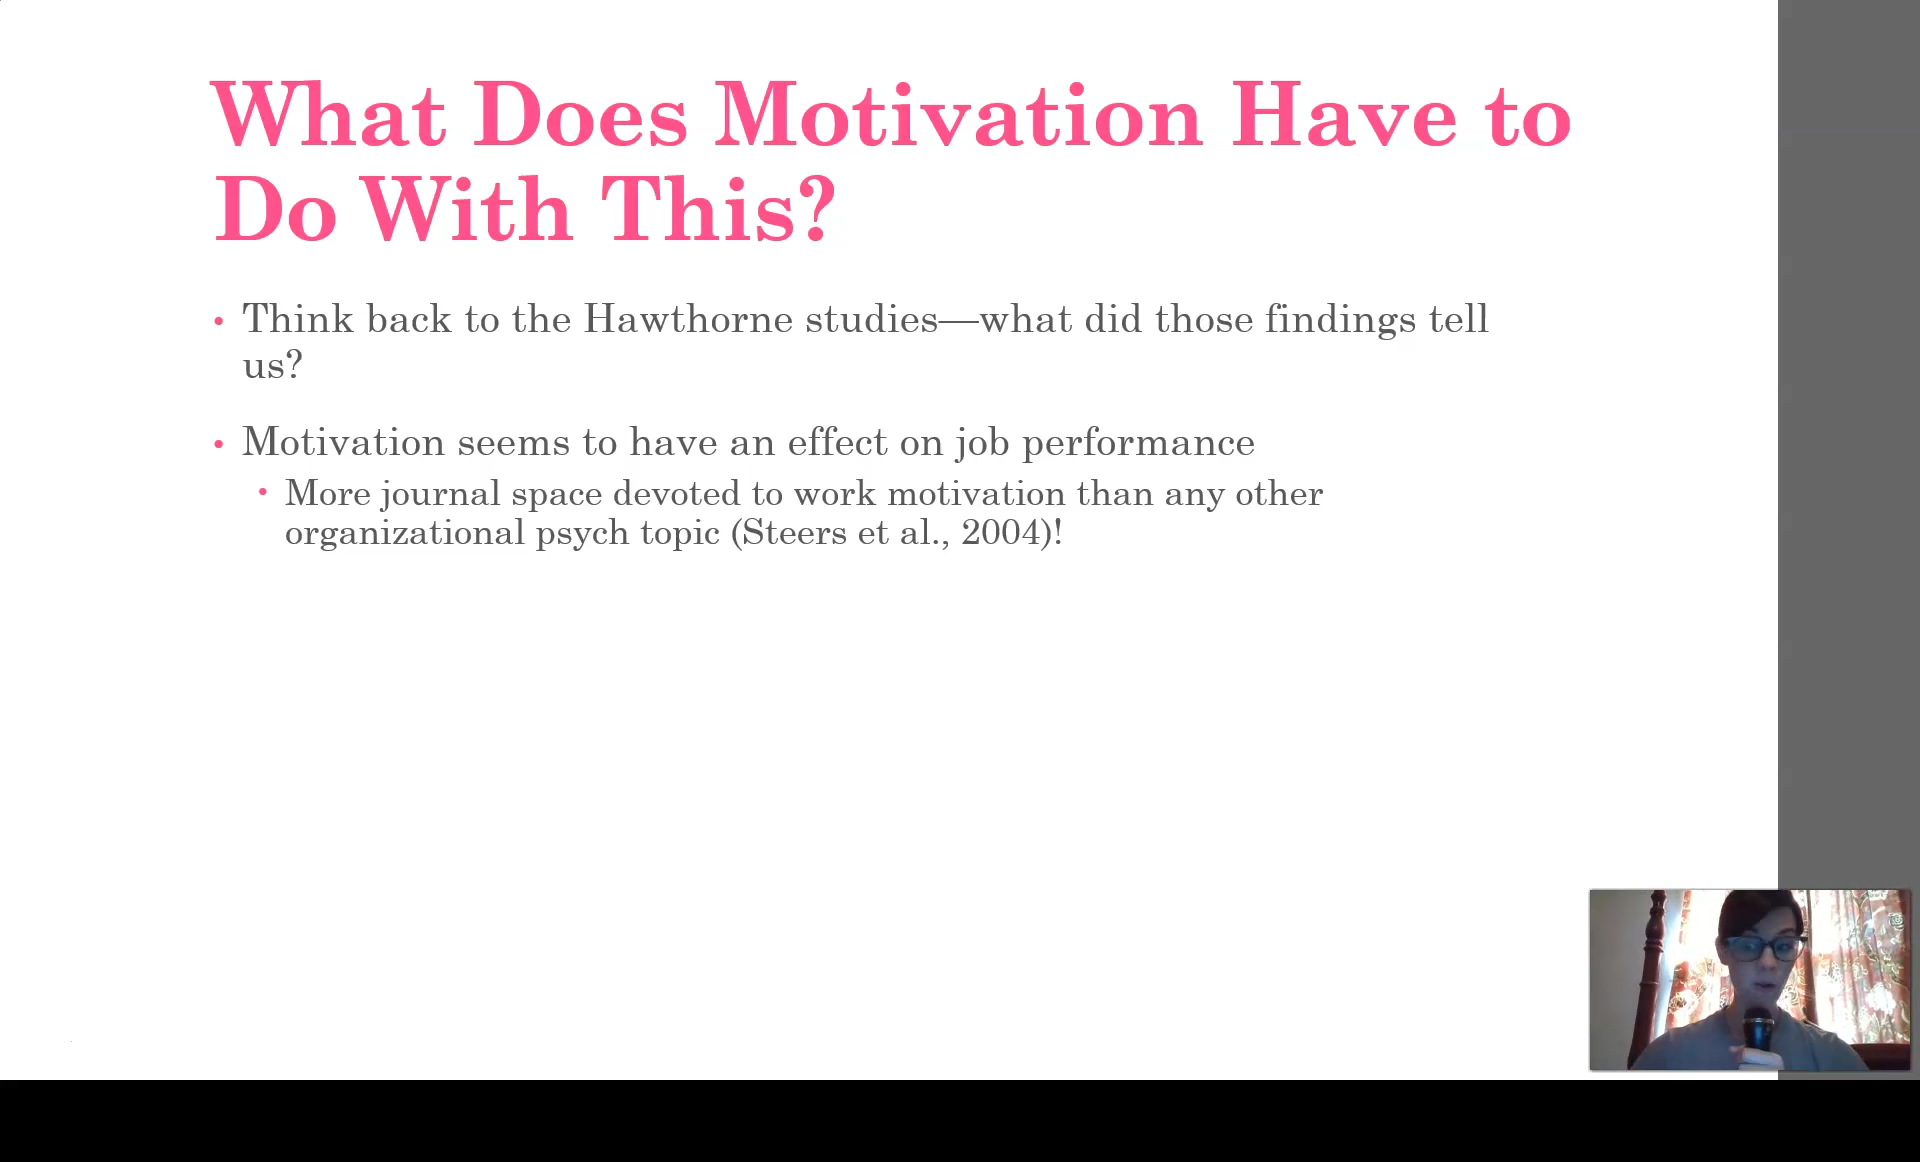 What Does Motivation Have to
Do With This?
• Think back to the Hawthorne studies—what did those findings tell
us?
• Motivation seems to have an effect on job performance
• More journal space devoted to work motivation than any other
organizational psych topic (Steers et al., 2004)!